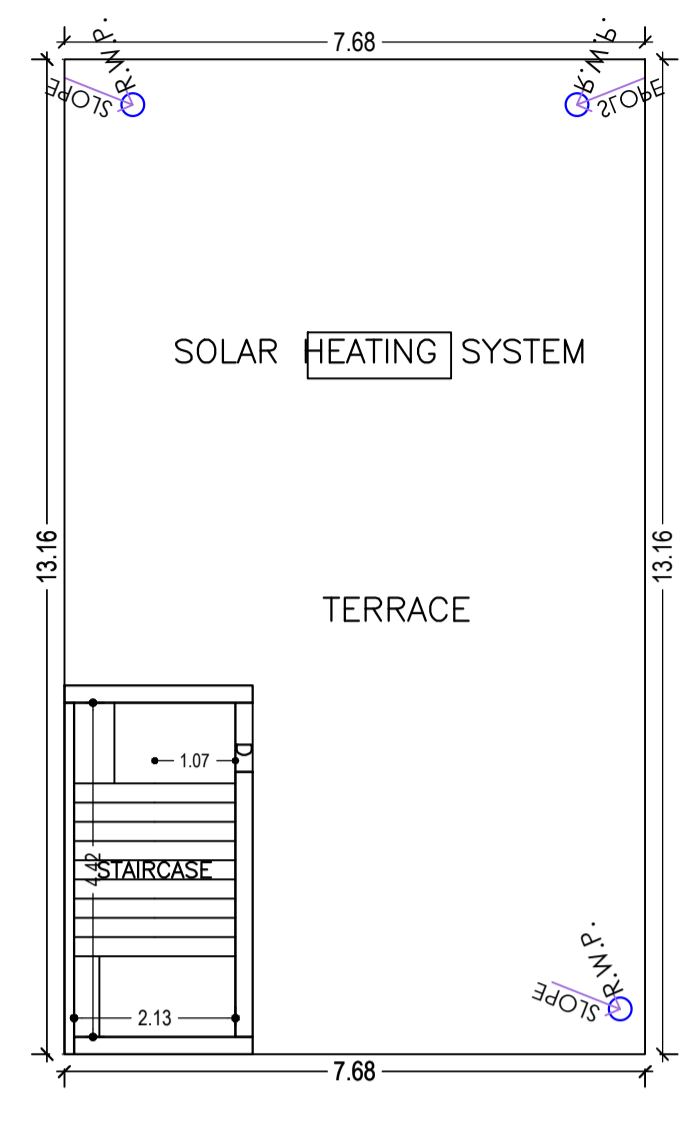 7.68
R.W.P.
R.W.P.
SLOPE
SLOPE
SOLAR HEATING SYSTEM
13.16
13.16
TERRACE
D
1.07
4.42
STAIRCASE
R.W.P.
SLOPE
2.13
7.68